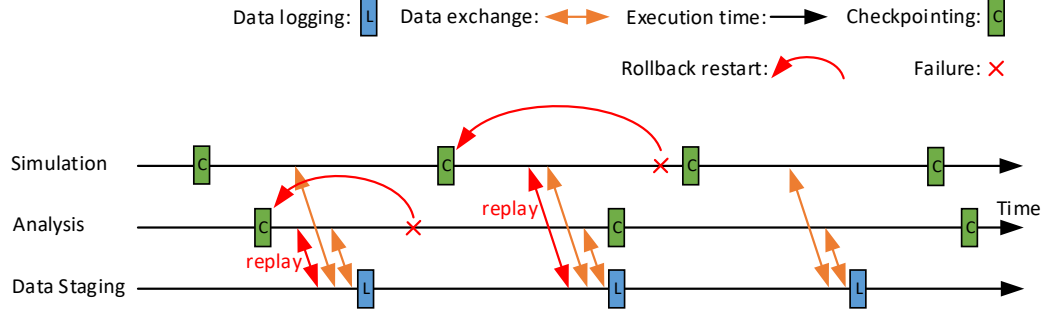 Data logging: L Data exchange: Execution time: Checkpointing: C
Rollback restart: Failure:
Simulation C C C C
Analysis C C C Time
replay
replay
Data Staging L L L